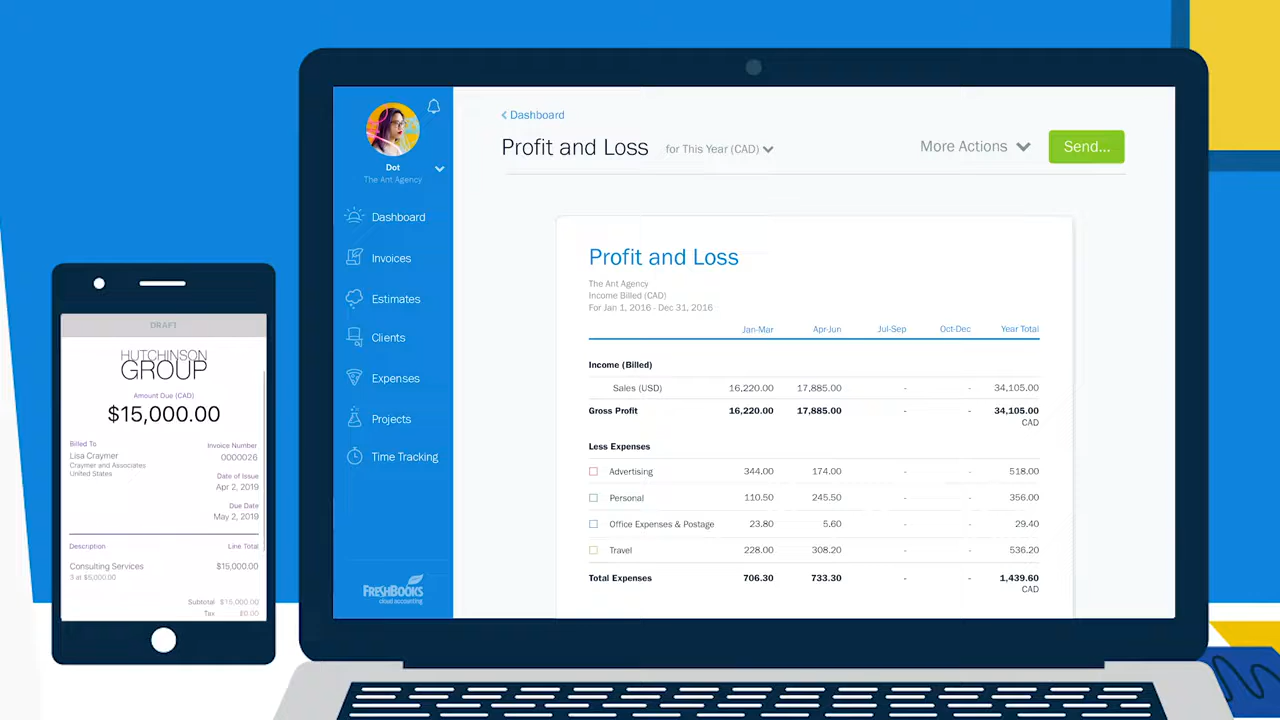 DRAFT
HUTCHINSON
GROUP
Amount Due (CAD)
$15,000.00
Billed To
Lisa Craymer
Craymer and Associates
United States
Invoice Number
0000026
Date of Issue
Apr 2, 2019
Due Date
May 2, 2019
Description Line Total
Consulting Services $15,000.00
3 at $5,000.00
Subtotal $15,000.00
Tax $0.00
Dot
The Ant Agency
Dashboard
Invoices
Estimates
Clients
Expenses
Projects
Time Tracking
FRESHBOOKS
cloud accounting
Dashboard
Profit and Loss for This Year (CAD) More Actions Send...
Profit and Loss
The Ant Agency
Income Billed (CAD)
For Jan 1, 2016 - Dec 31, 2016
Jan-Mar Apr-Jun Jul-Sep Oct-Dec Year Total
Income (Billed)
Sales (USD) 16,220.00 17,885.00 - - 34,105.00
Gross Profit 16,220.00 17,885.00 - - 34,105.00
CAD
Less Expenses
Advertising 344.00 174.00 - - 518.00
Personal 110.50 245.50 - - 356.00
Office Expenses & Postage 23.80 5.60 - - 29.40
Travel 228.00 308.20 - - 536.20
Total Expenses 706.30 733.30 - - 1,439.60
CAD